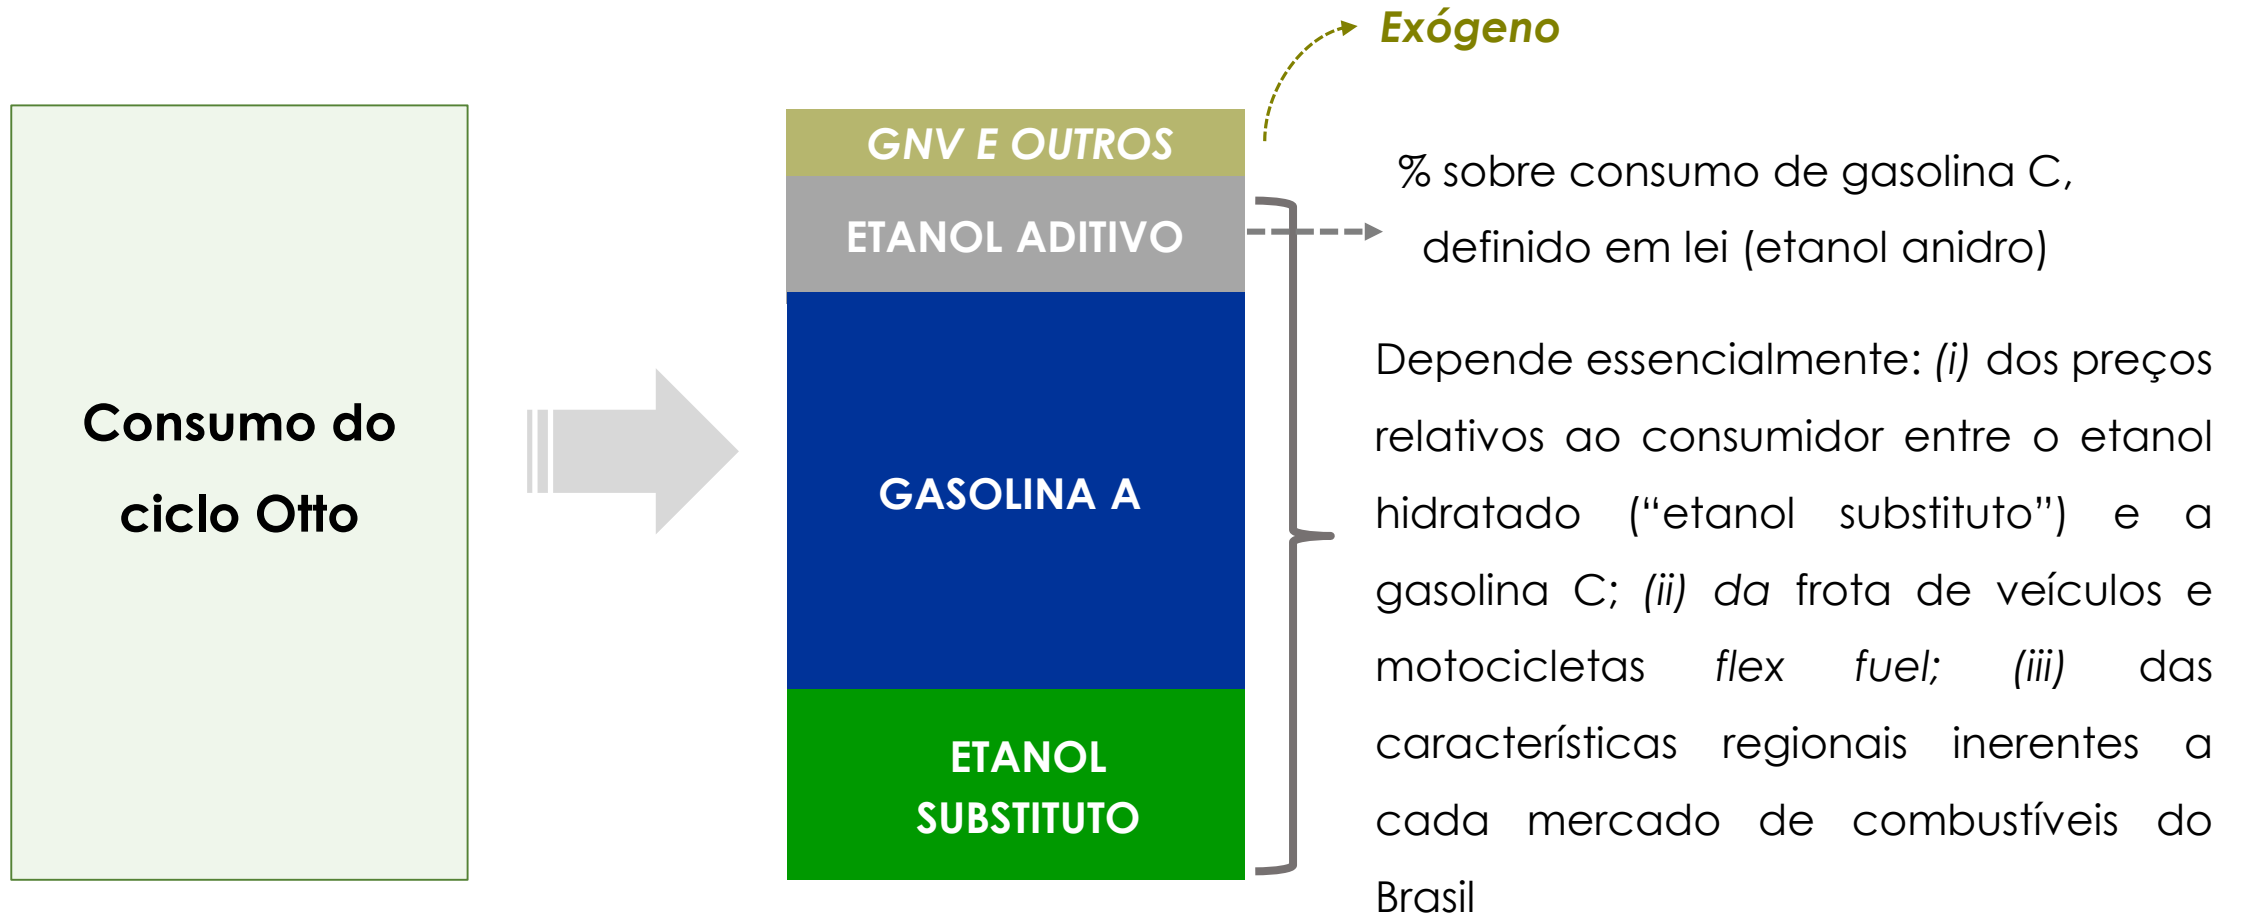 Exógeno
Consumo do
ciclo Otto
GNV E OUTROS
ETANOL ADITIVO
GASOLINA A
ETANOL
SUBSTITUTO
% sobre consumo de gasolina C,
definido em lei (etanol anidro)
Depende essencialmente: (i) dos preços
relativos ao consumidor entre o etanol
hidratado (“etanol substituto”) e a
gasolina C; (ii) da frota de veículos e
motocicletas flex fuel; (iii) das
características regionais inerentes a
cada mercado de combustíveis do
Brasil